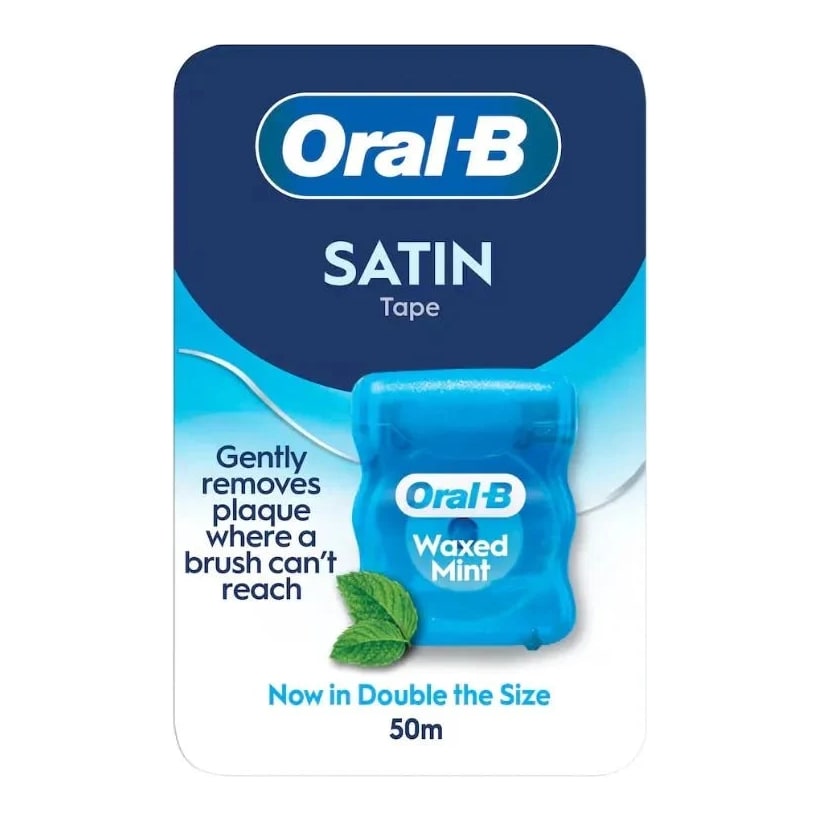 Oral-B
SATIN
Tape
Gently
removes
plaque
where a
brush can't
reach
Oral-B
Waxed
Mint
Now in Double the Size
50m